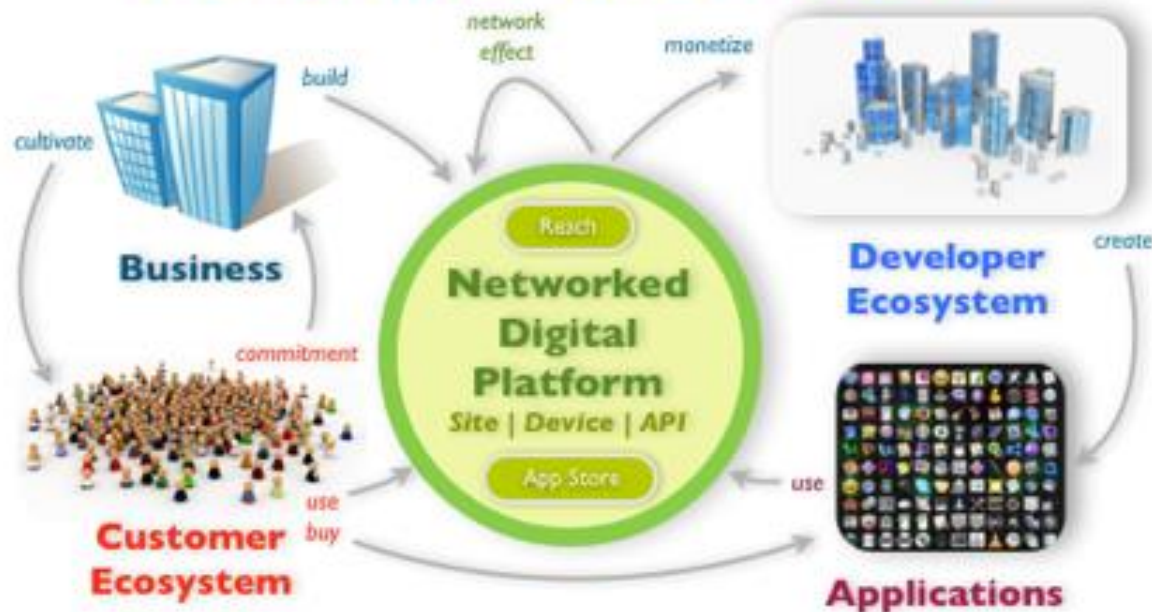 network
effect
monetize
build
cultivate
Reach
Business
Developer
Ecosystem
create
Networked
Digital
Platform
Site | Device | API
commitment
App Store
use
use
buy
Customer
Ecosystem
Applications